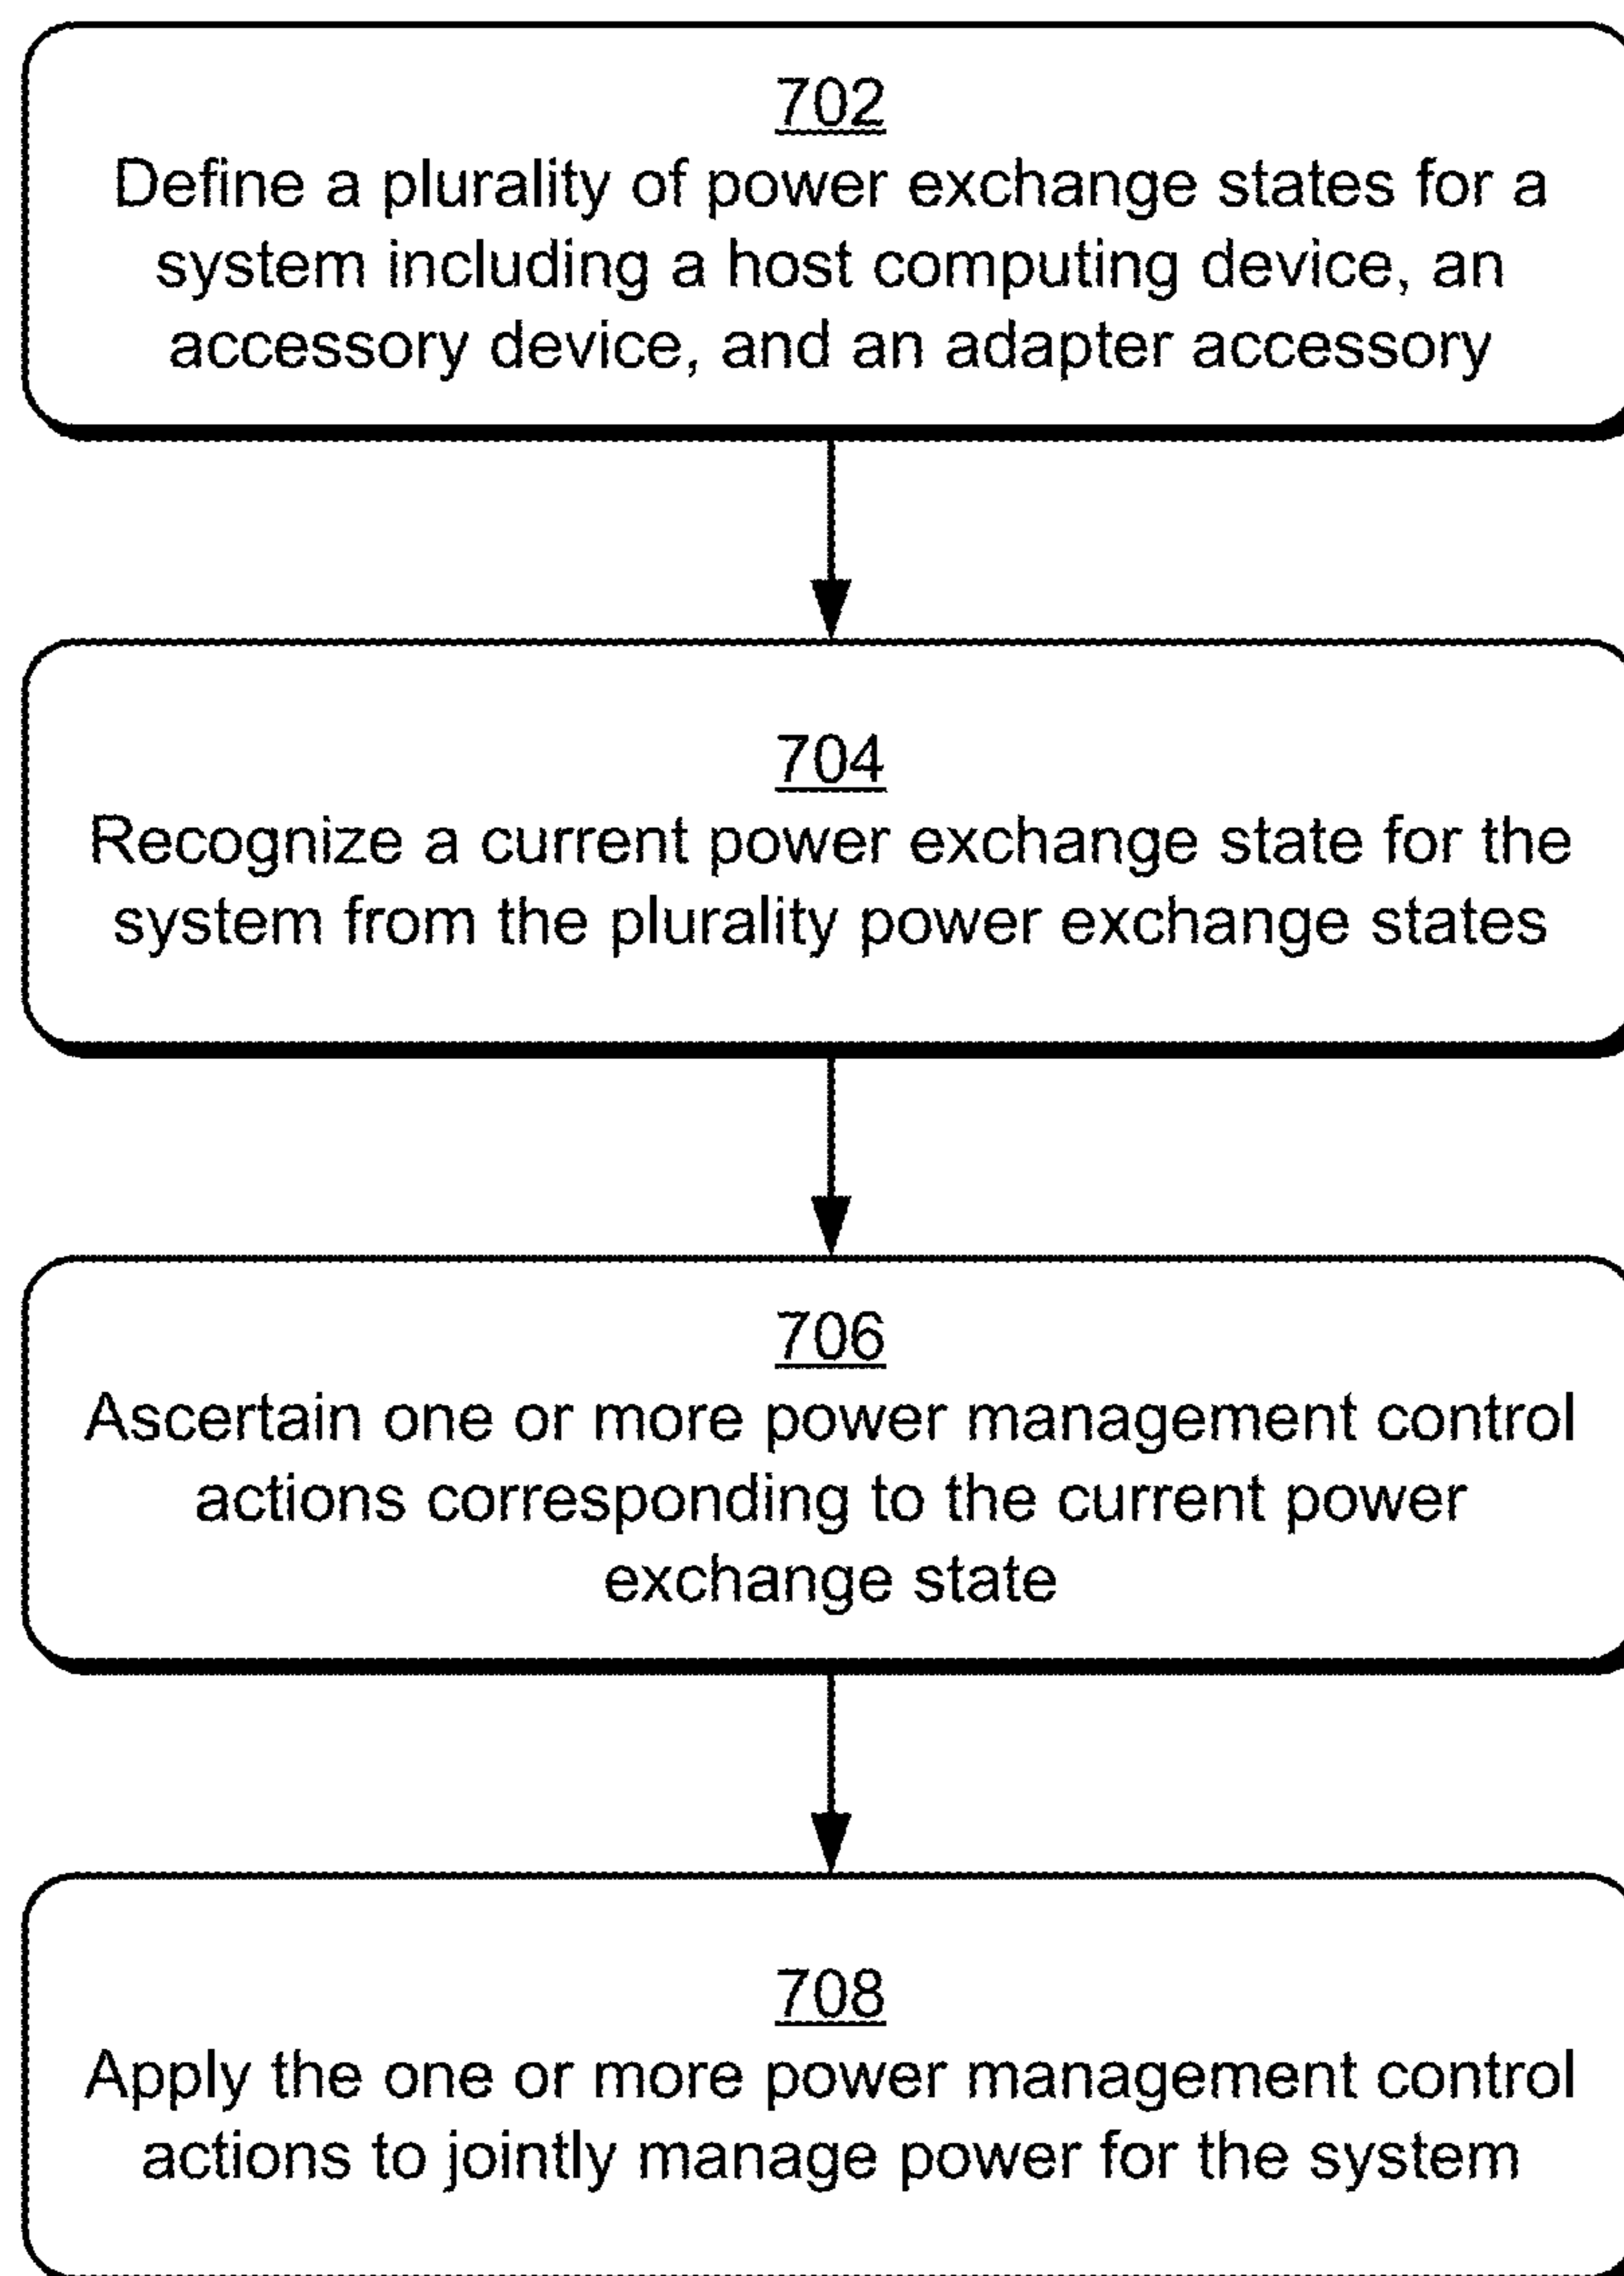 702
Define a plurality of power exchange states for a
system including a host computing device, an
accessory device, and an adapter accessory
704
Recognize a current power exchange state for the
system from the plurality power exchange states
706
Ascertain one or more power management control
actions corresponding to the current power
exchange state
708
Apply the one or more power management control
actions to jointly manage power for the system